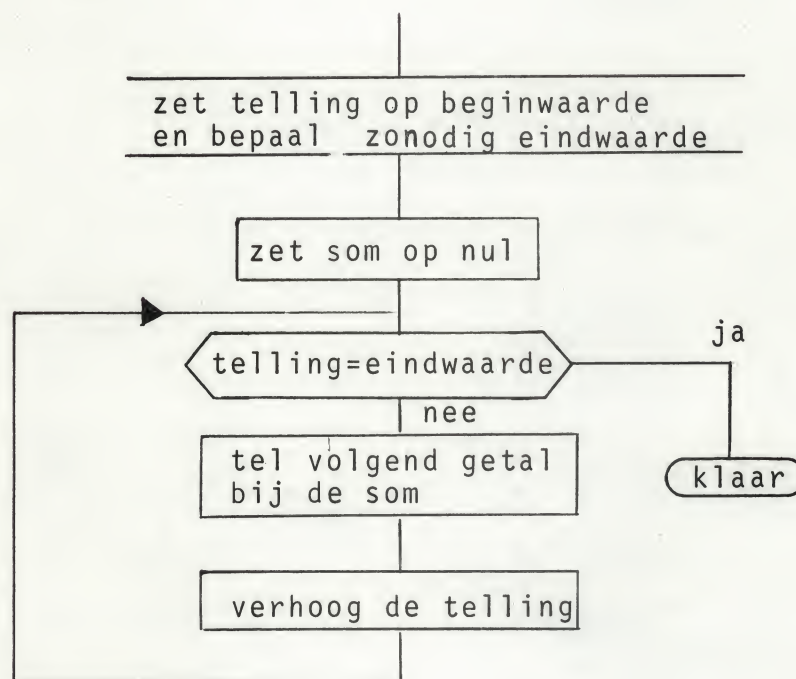 zet telling op beginwaarde
en bepaal zonodig eindwaarde
zet som op nul
ja
telling=eindwaarde
nee
tel volgend getal
bij de som
klaar
verhoog de telling